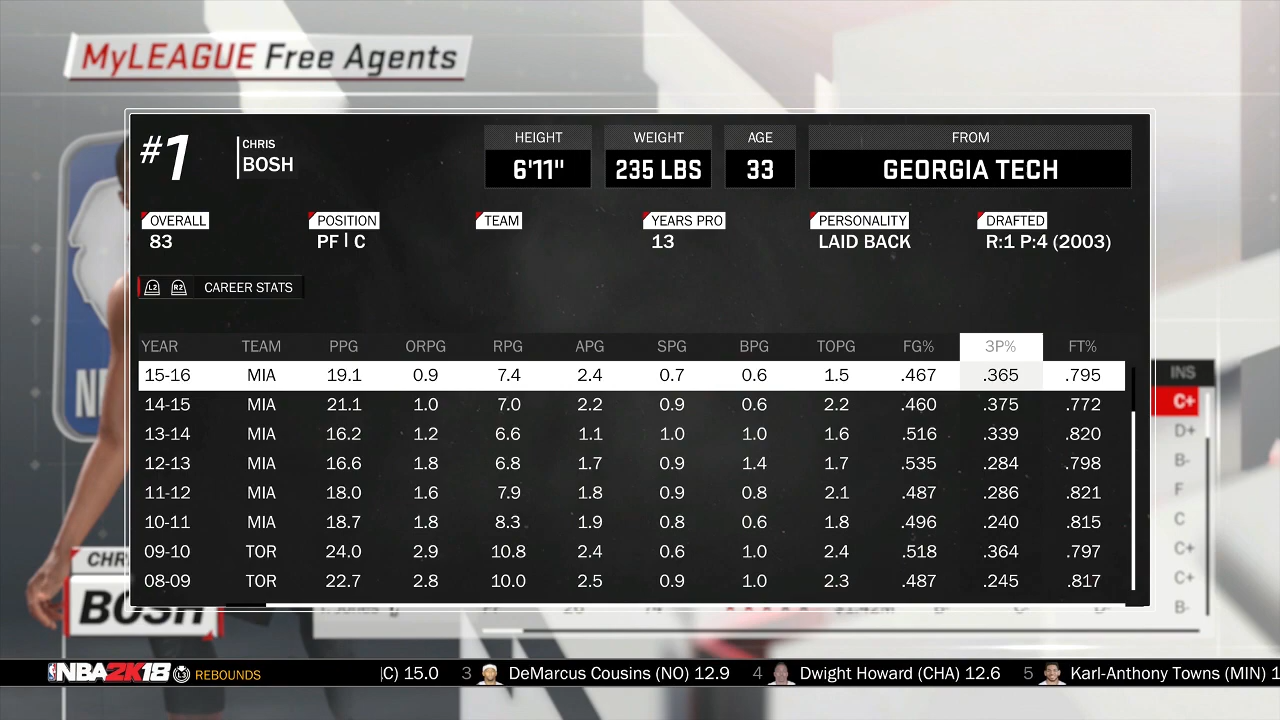 MyLEAGUE Free Agents
#1 CHRIS BOSH
HEIGHT WEIGHT AGE FROM
6'11" 235 LBS 33 GEORGIA TECH
OVERALL POSITION TEAM YEARS PRO PERSONALITY DRAFTED
83 PF | C 13 LAID BACK R:1 P:4 (2003)
L2 R2 CAREER STATS
YEAR TEAM PPG ORPG RPG APG SPG BPG TOPG FG% 3P% FT%
15-16 MIA 19.1 0.9 7.4 2.4 0.7 0.6 1.5 .467 .365 .795
14-15 MIA 21.1 1.0 7.0 2.2 0.9 0.6 2.2 .460 .375 .772
13-14 MIA 16.2 1.2 6.6 1.1 1.0 1.0 1.6 .516 .339 .820
12-13 MIA 16.6 1.8 6.8 1.7 0.9 1.4 1.7 .535 .284 .798
11-12 MIA 18.0 1.6 7.9 1.8 0.9 0.8 2.1 .487 .286 .821
10-11 MIA 18.7 1.8 8.3 1.9 0.8 0.6 1.8 .496 .240 .815
09-10 TOR 24.0 2.9 10.8 2.4 0.6 1.0 2.4 .518 .364 .797
08-09 TOR 22.7 2.8 10.0 2.5 0.9 1.0 2.3 .487 .245 .817
INS
C+
D+
B-
F
C
C+
C+
B-
CHR
BOSH
NBA 2K18 REBOUNDS C) 15.0 3 DeMarcus Cousins (NO) 12.9 4 Dwight Howard (CHA) 12.6 5 Karl-Anthony Towns (MIN) 1